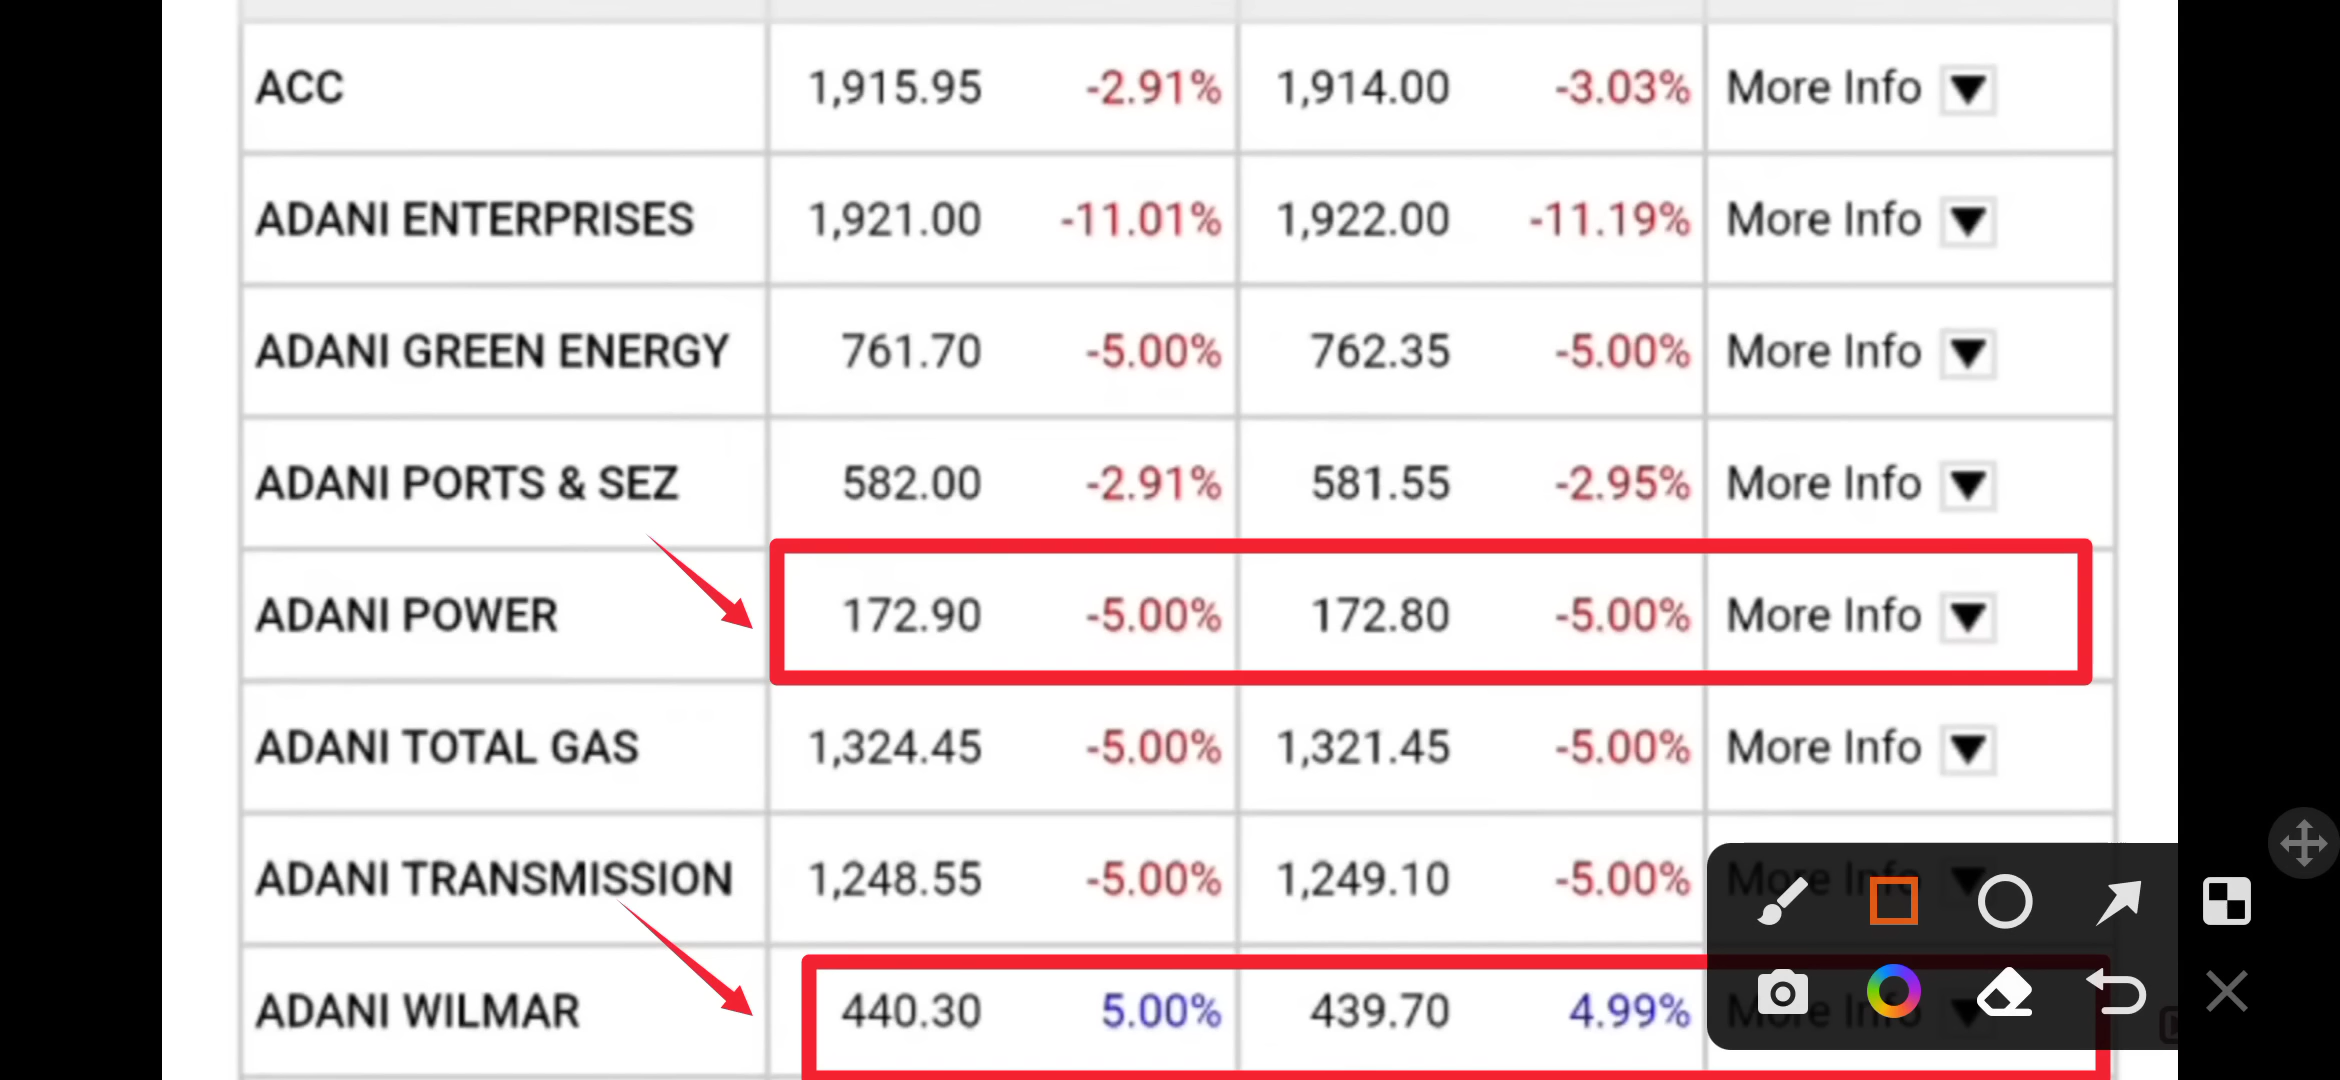 ACC 1,915.95 -2.91% 1,914.00 -3.03% More Info
ADANI ENTERPRISES 1,921.00 -11.01% 1,922.00 -11.19% More Info
ADANI GREEN ENERGY 761.70 -5.00% 762.35 -5.00% More Info
ADANI PORTS & SEZ 582.00 -2.91% 581.55 -2.95% More Info
ADANI POWER 172.90 -5.00% 172.80 -5.00% More Info
ADANI TOTAL GAS 1,324.45 -5.00% 1,321.45 -5.00% More Info
ADANI TRANSMISSION 1,248.55 -5.00% 1,249.10 -5.00% More Info
ADANI WILMAR 440.30 5.00% 439.70 4.99% More Info